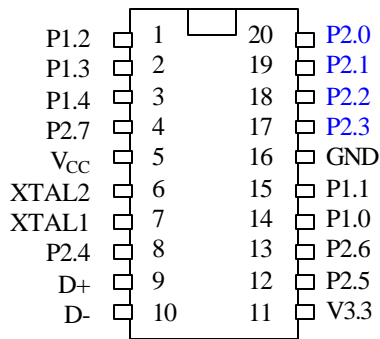 P1.2 1 20 P2.0
P1.3 2 19 P2.1
P1.4 3 18 P2.2
P2.7 4 17 P2.3
VCC 5 16 GND
XTAL2 6 15 P1.1
XTAL1 7 14 P1.0
P2.4 8 13 P2.6
D+ 9 12 P2.5
D- 10 11 V3.3